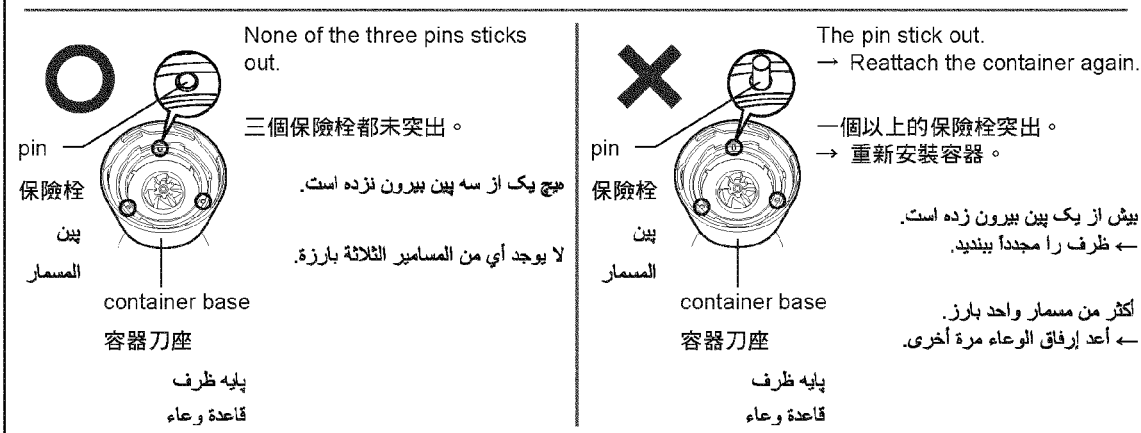 None of the three pins sticks
out.
pin
三個保險栓都未突出。
保險栓
هیچ یک از سه پین بیرون نزده است.
پین
لا يوجد أي من المسامير الثلاثة بارزة.
المسمار
container base
容器刀座
پایه ظرف
قاعدة وعاء
The pin stick out.
→ Reattach the container again.
pin
一個以上的保險栓突出。
→ 重新安裝容器。
保險栓
بیش از یک پین بیرون زده است.
← ظرف را مجدداً ببندید.
پین
المسمار
أكثر من مسمار واحد بارز.
← أعد إرفاق الوعاء مرة أخرى.
container base
容器刀座
پایه ظرف
قاعدة وعاء